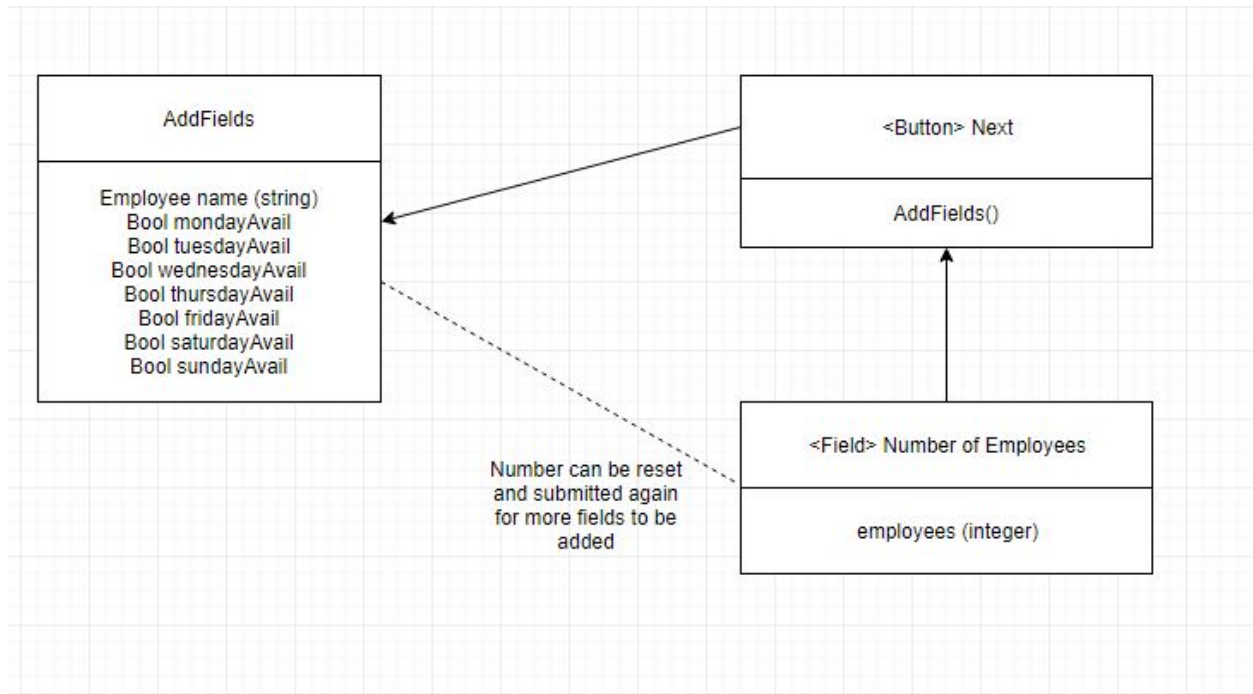 AddFields
Employee name (string)
Bool mondayAvail
Bool tuesdayAvail
Bool wednesdayAvail
Bool thursdayAvail
Bool fridayAvail
Bool saturdayAvail
Bool sundayAvail
<Button> Next
AddFields()
Number can be reset
and submitted again
for more fields to be
added
<Field> Number of Employees
employees (integer)